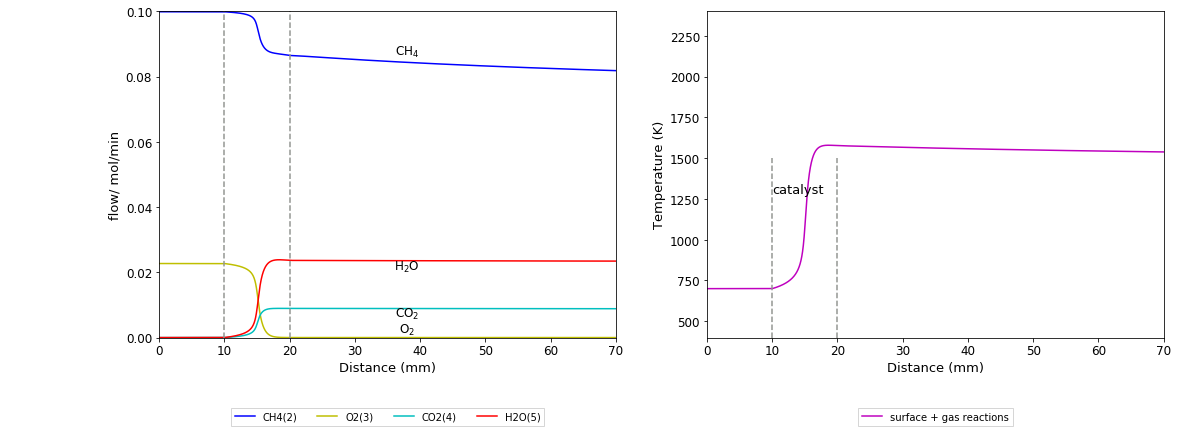 0.10
0.08
0.06
0.04
0.02
0.00
flow/ mol/min
CH4
H2O
CO2
O2
0 10 20 30 40 50 60 70
Distance (mm)
CH4(2) O2(3) CO2(4) H2O(5)
2250
2000
1750
1500
1250
1000
750
500
Temperature (K)
catalyst
0 10 20 30 40 50 60 70
Distance (mm)
surface + gas reactions